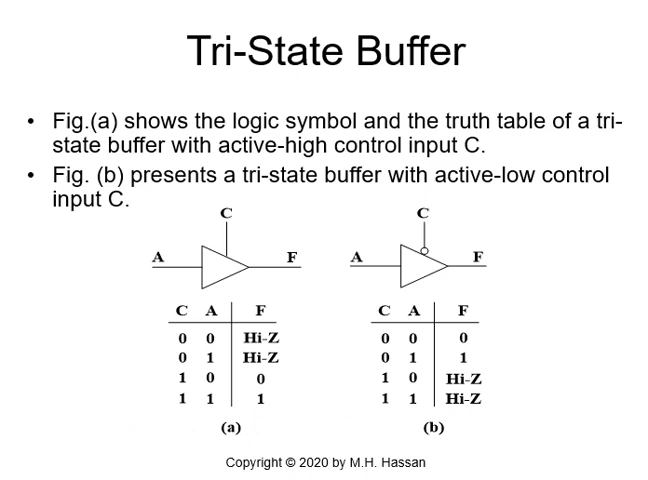 Tri-State Buffer
• Fig.(a) shows the logic symbol and the truth table of a tri-
state buffer with active-high control input C.
• Fig. (b) presents a tri-state buffer with active-low control
input C.
C
A F
C A F
0 0 Hi-Z
0 1 Hi-Z
1 0 0
1 1 1
(a)
C
A F
C A F
0 0 0
0 1 1
1 0 Hi-Z
1 1 Hi-Z
(b)
Copyright © 2020 by M.H. Hassan